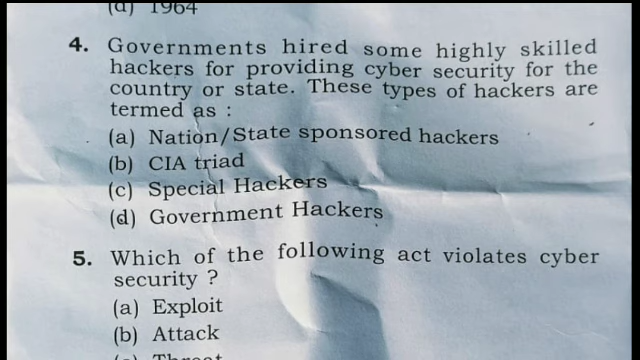 (d) 1964
4. Governments hired some highly skilled
hackers for providing cyber security for the
country or state. These types of hackers are
termed as :
(a) Nation/State sponsored hackers
(b) CIA triad
(c) Special Hackers
(d) Government Hackers
5. Which of the following act violates cyber
security ?
(a) Exploit
(b) Attack
(c) Threat